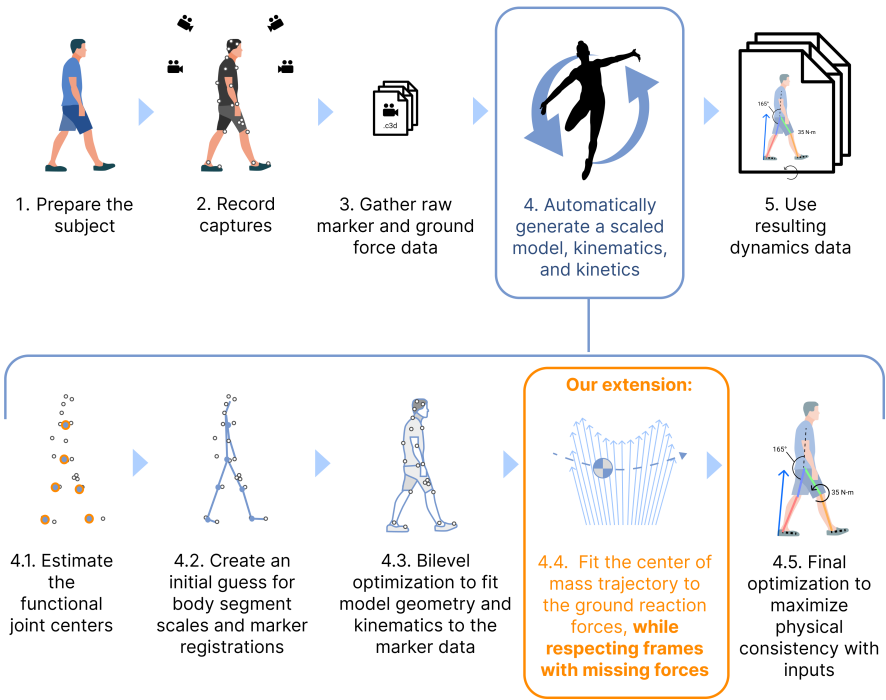 1. Prepare the
subject
2. Record
captures
.c3d
3. Gather raw
marker and ground
force data
4. Automatically
generate a scaled
model, kinematics,
and kinetics
165°
35 N-m
5. Use
resulting
dynamics data
4.1. Estimate
the
functional
joint centers
4.2. Create an
initial guess for
body segment
scales and marker
registrations
4.3. Bilevel
optimization to fit
model geometry and
kinematics to the
marker data
Our extension:
4.4. Fit the center of
mass trajectory to
the ground reaction
forces, while
respecting frames
with missing forces
165°
35 N-m
4.5. Final
optimization to
maximize
physical
consistency with
inputs